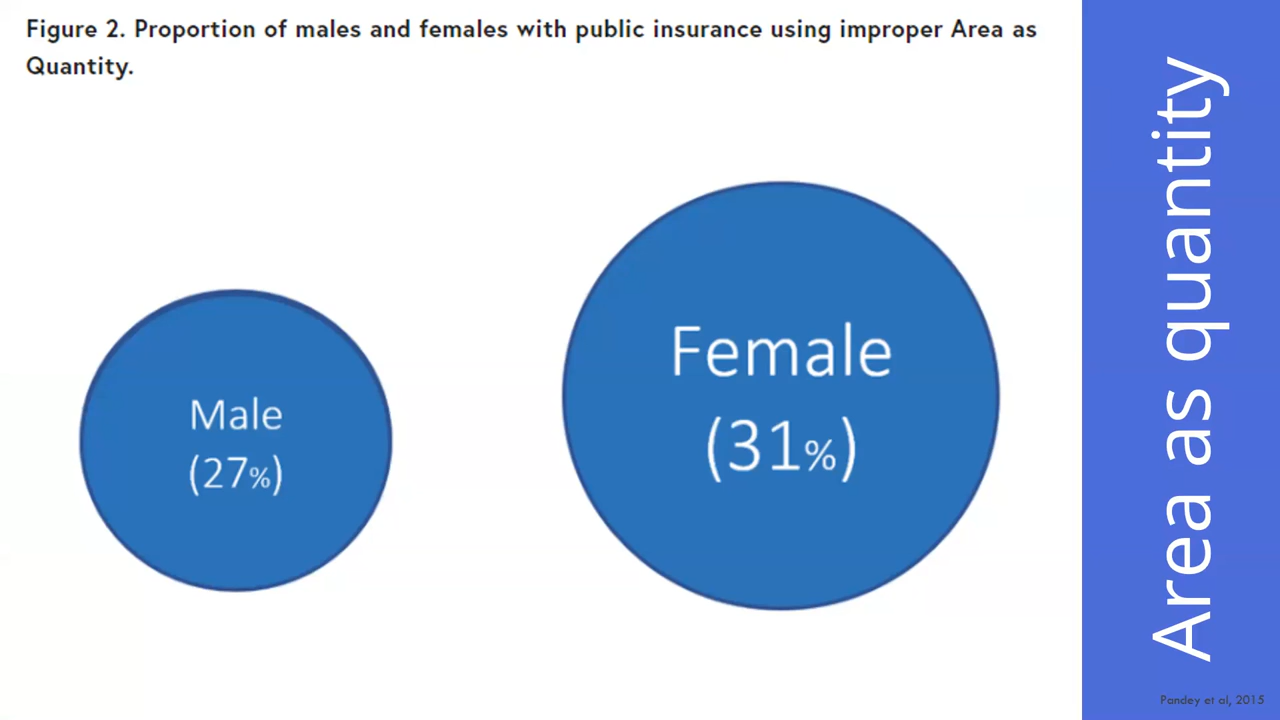 Figure 2. Proportion of males and females with public insurance using improper Area as
Quantity.
Male
(27%)
Female
(31%)
Area as quantity
Pandey et al, 2015